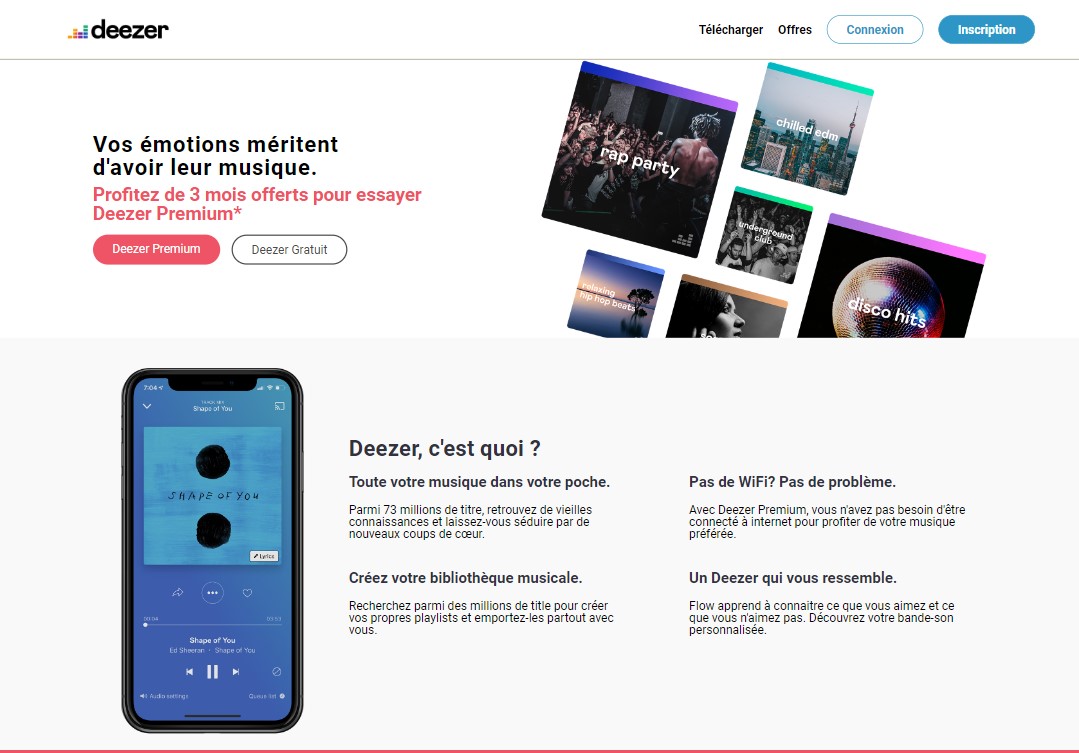 deezer
Télécharger
Offres
Connexion
Inscription
Vos émotions méritent
d'avoir leur musique.
Profitez de 3 mois offerts pour essayer
Deezer Premium*
Deezer Premium
Deezer Gratuit
rap party
chilled edm
underground
club
relaxing
hip hop beats
disco hits
7:04
Shape of You
SHAPE OF YOU
Lyrics
00:04
Shape of You
Ed Sheeran - Shape of You
Audio settings
Queue list
Deezer, c'est quoi ?
Toute votre musique dans votre poche.
Parmi 73 millions de titre, retrouvez de vieilles
connaissances et laissez-vous séduire par de
nouveaux coups de cœur.
Pas de WiFi? Pas de problème.
Avec Deezer Premium, vous n'avez pas besoin d'être
connecté à internet pour profiter de votre musique
préférée.
Créez votre bibliothèque musicale.
Recherchez parmi des millions de title pour créer
vos propres playlists et emportez-les partout avec
vous.
Un Deezer qui vous ressemble.
Flow apprend à connaitre ce que vous aimez et ce
que vous n'aimez pas. Découvrez votre bande-son
personnalisée.